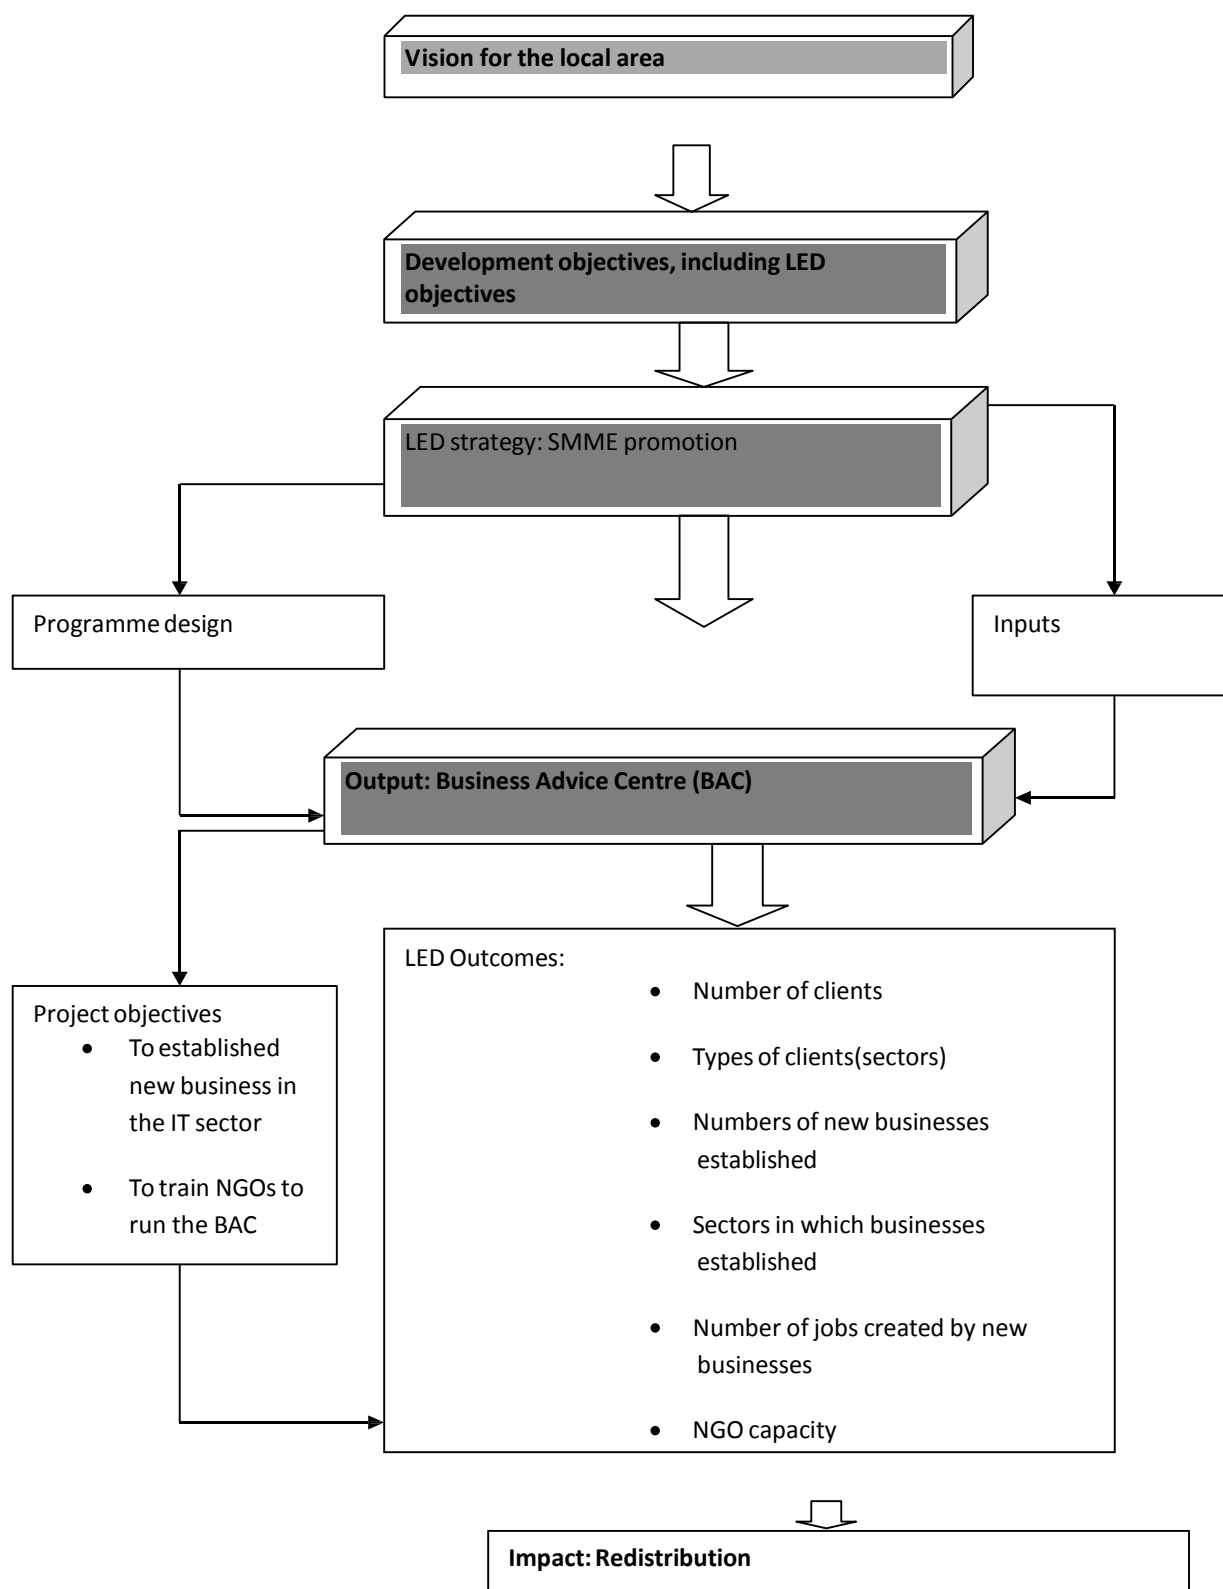 Vision for the local area
Development objectives, including LED
objectives
LED strategy: SMME promotion
Programme design
Inputs
Output: Business Advice Centre (BAC)
LED Outcomes:
• Number of clients
• Types of clients(sectors)
• Numbers of new businesses
established
• Sectors in which businesses
established
• Number of jobs created by new
businesses
• NGO capacity
Project objectives
• To established
new business in
the IT sector
• To train NGOs to
run the BAC
Impact: Redistribution